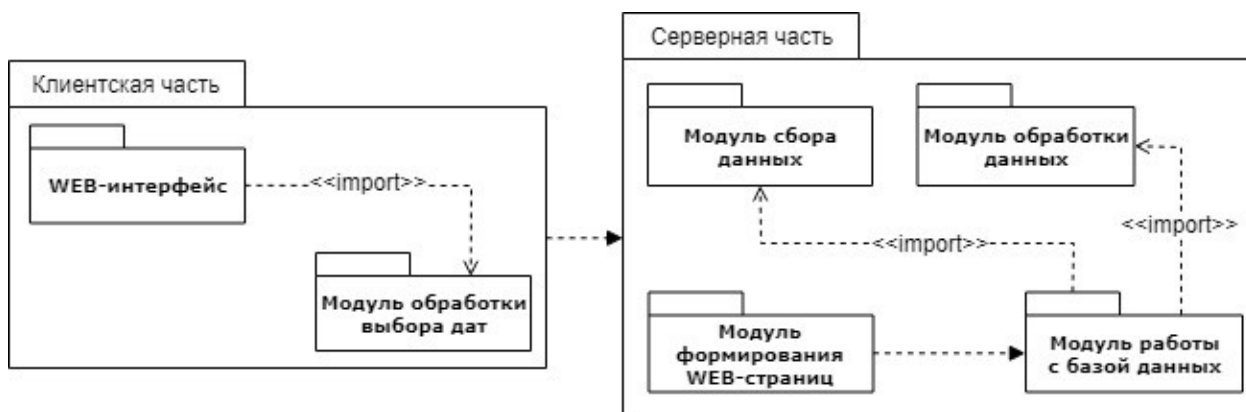 Клиентская часть
WEB-интерфейс
<<import>>
Модуль обработки
выбора дат
Серверная часть
Модуль сбора
данных
Модуль обработки
данных
<<import>>
<<import>>
Модуль
формирования
WEB-страниц
Модуль работы
с базой данных